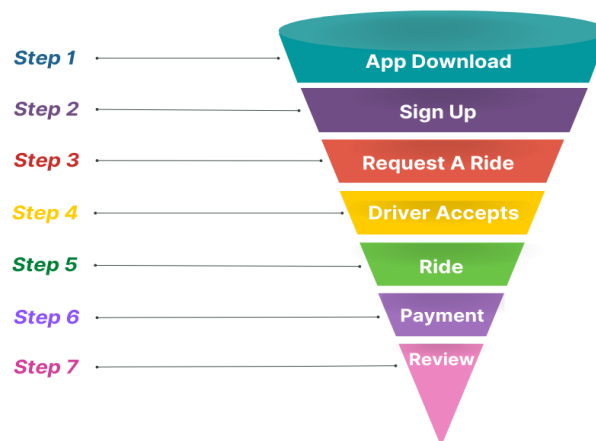 Step 1
App Download
Step 2
Sign Up
Step 3
Request A Ride
Step 4
Driver Accepts
Step 5
Ride
Step 6
Payment
Step 7
Review